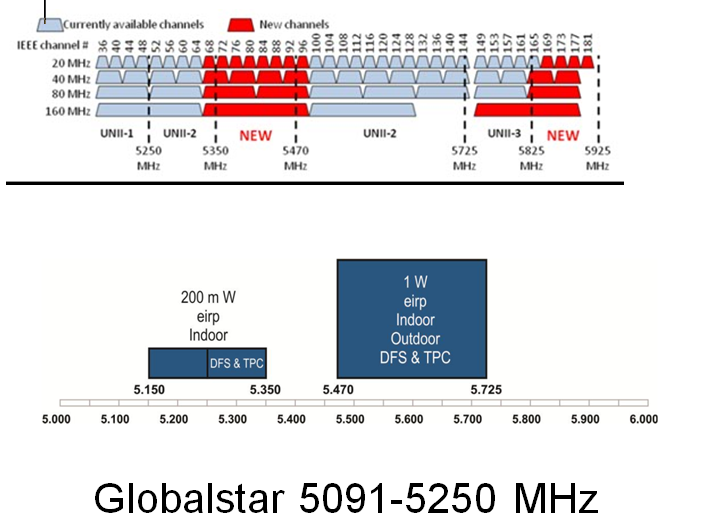 Currently available channels New channels
IEEE channel # 36 40 44 48 52 56 60 64 68 72 76 80 84 88 92 96 100 104 108 112 116 120 124 128 132 136 140 144 149 153 157 161 165 169 173 177 181
20 MHz
40 MHz
80 MHz
160 MHz
UNII-1 UNII-2 NEW UNII-2 UNII-3 NEW
5250 MHz 5350 MHz 5470 MHz 5725 MHz 5825 MHz 5925 MHz
200 m W
eirp
Indoor
DFS & TPC
1 W
eirp
Indoor
Outdoor
DFS & TPC
5.150 5.350 5.470 5.725
5.000 5.100 5.200 5.300 5.400 5.500 5.600 5.700 5.800 5.900 6.000
Globalstar 5091-5250 MHz